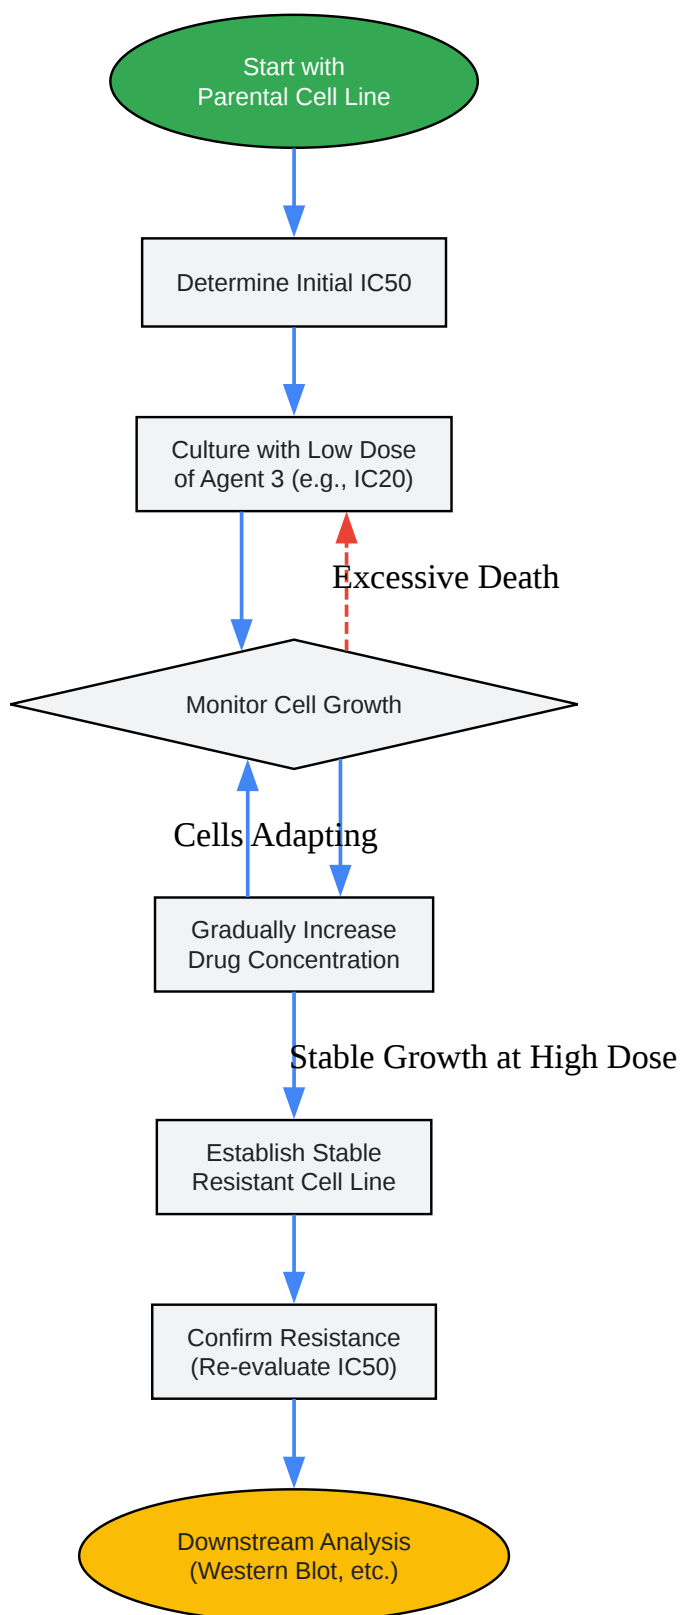 Start with
Parental Cell Line
Determine Initial IC50
Culture with Low Dose
of Agent 3 (e.g., IC20)
Excessive Death
Monitor Cell Growth
Cells Adapting
Gradually Increase
Drug Concentration
Stable Growth at High Dose
Establish Stable
Resistant Cell Line
Confirm Resistance
(Re-evaluate IC50)
Downstream Analysis
(Western Blot, etc.)